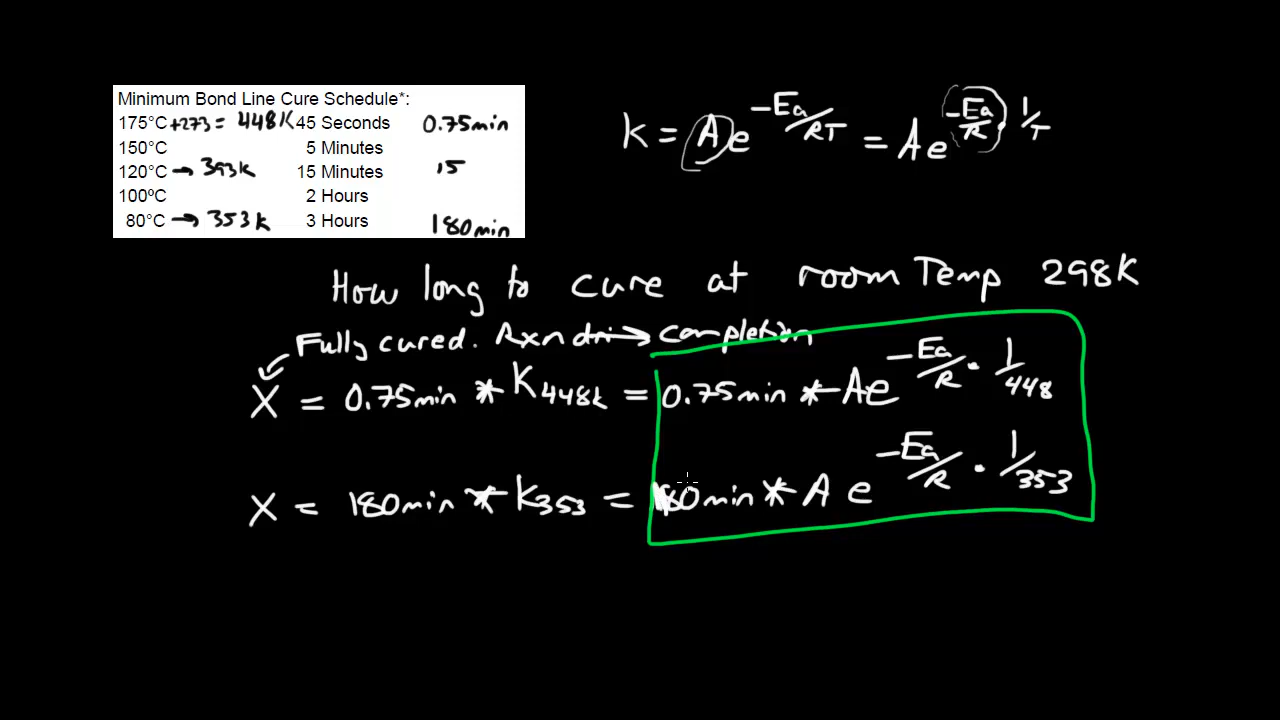 Minimum Bond Line Cure Schedule*:
175°C +273 = 448K 45 Seconds 0.75min
150°C 5 Minutes
120°C → 393K 15 Minutes 15
100°C 2 Hours
80°C → 353K 3 Hours 180min
k = Ae^(-Ea/RT) = Ae^(-Ea/R · 1/T)
How long to cure at room Temp 298K
Fully cured. Rxn → completion
X = 0.75min * K448K = 0.75min * Ae^(-Ea/R · 1/448)
X = 180min * K353 = 180min * A e^(-Ea/R · 1/353)